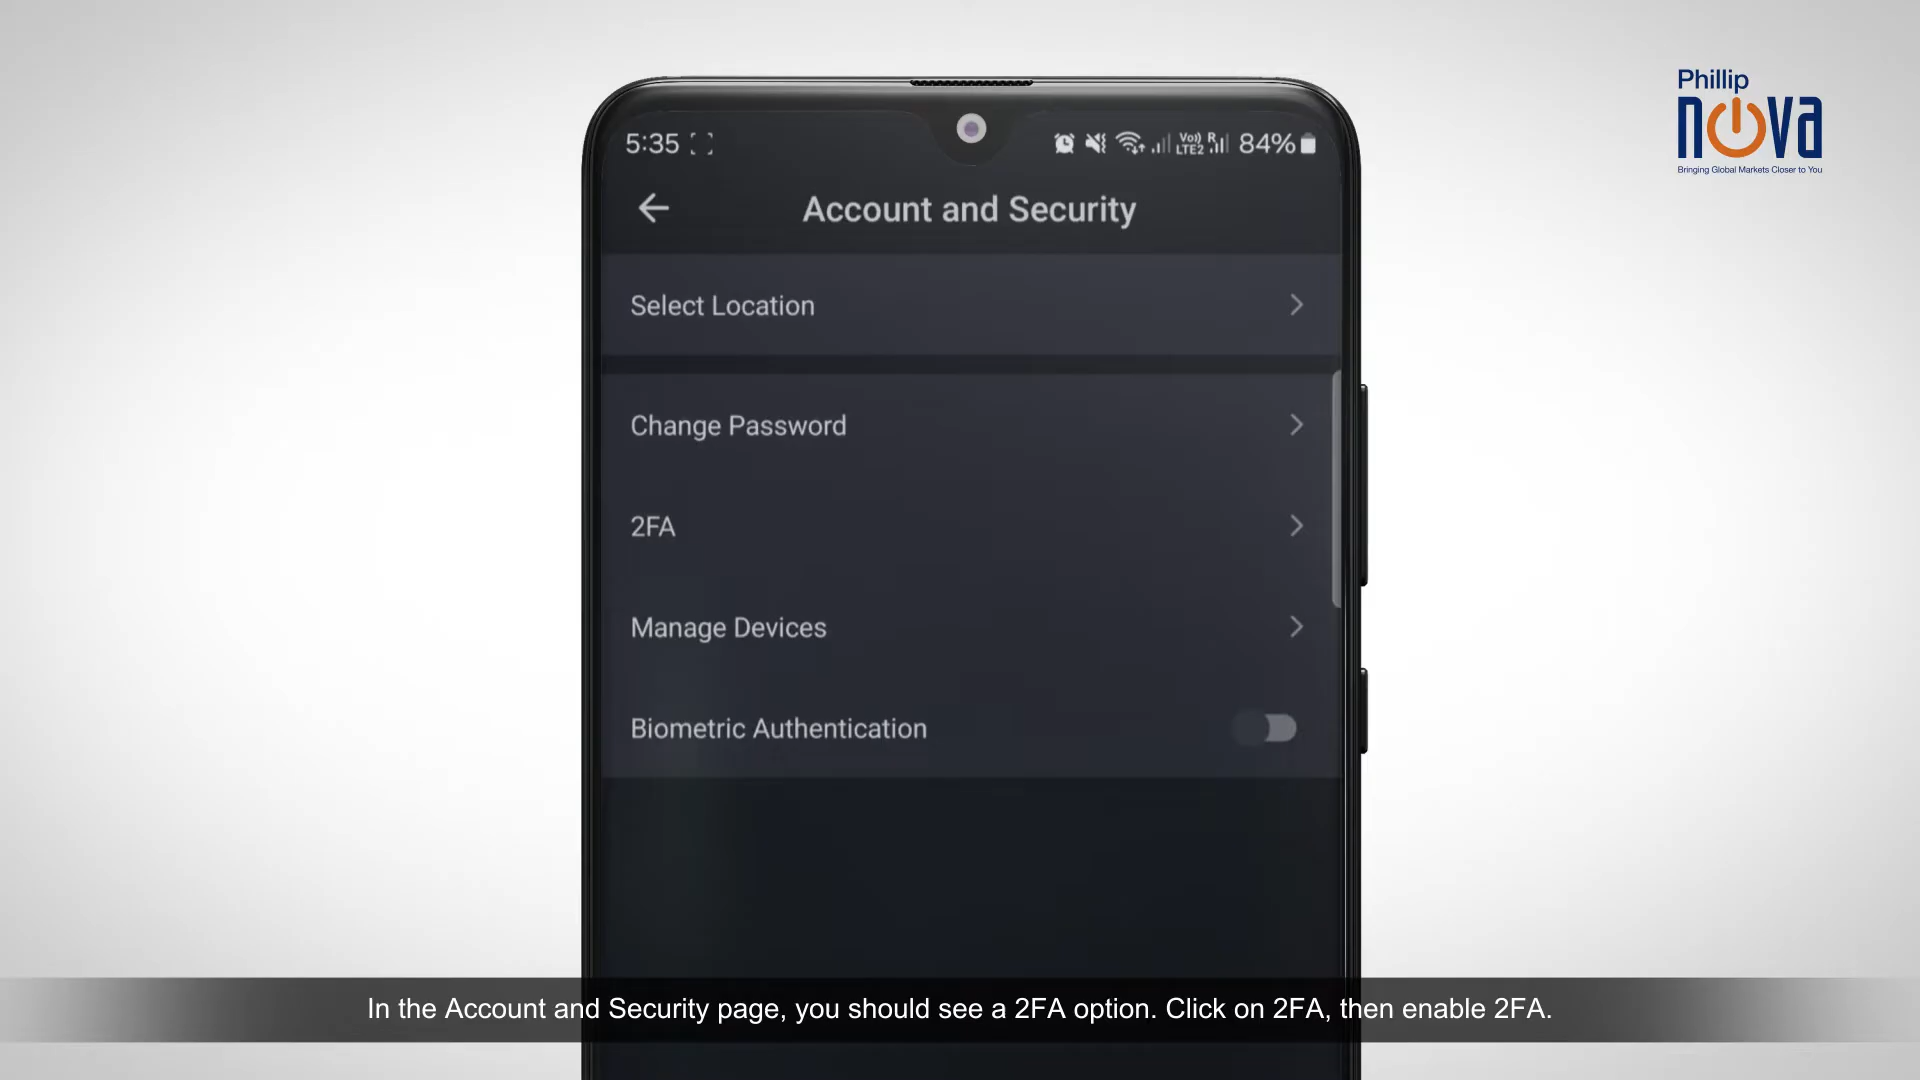 Phillip
nova
Bringing Global Markets Closer to You
5:35
Vo))
LTE2
R
84%
Account and Security
Select Location
Change Password
2FA
Manage Devices
Biometric Authentication
In the Account and Security page, you should see a 2FA option. Click on 2FA, then enable 2FA.